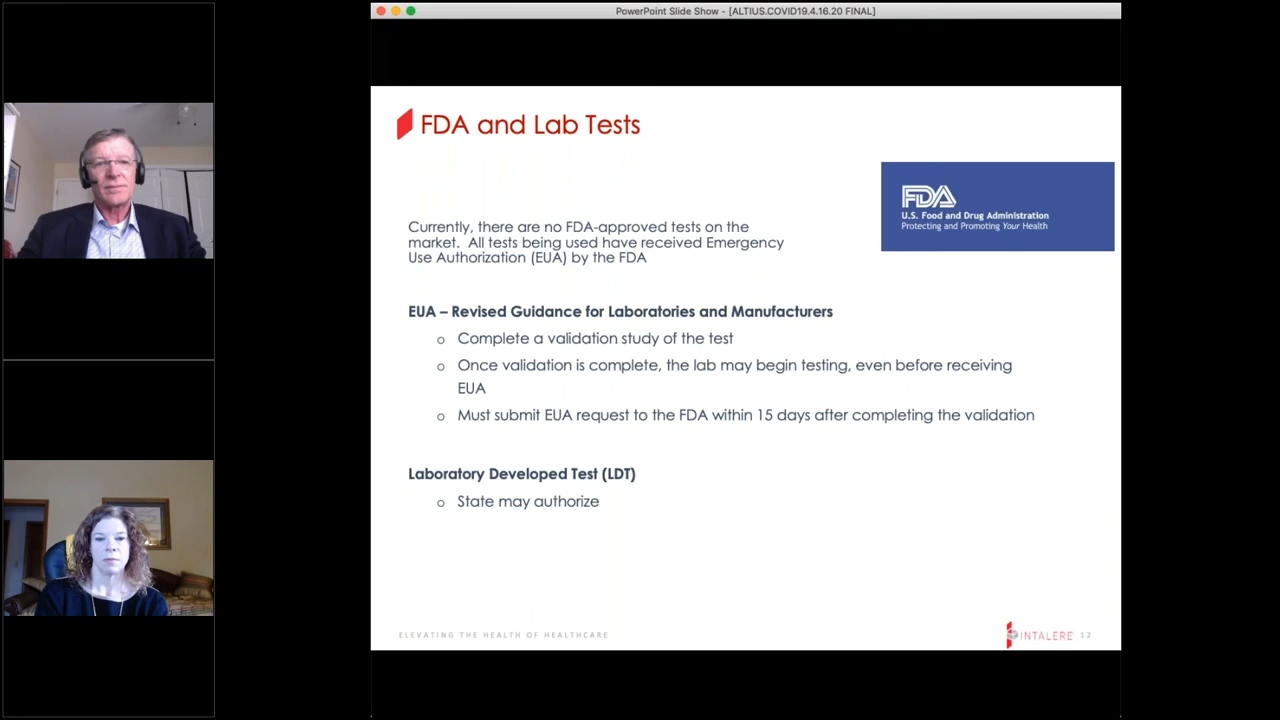 PowerPoint Slide Show - [ALTIUS.COVID19.4.16.20 FINAL]
FDA and Lab Tests
FDA
U.S. Food and Drug Administration
Protecting and Promoting Your Health
Currently, there are no FDA-approved tests on the
market. All tests being used have received Emergency
Use Authorization (EUA) by the FDA
EUA – Revised Guidance for Laboratories and Manufacturers
o Complete a validation study of the test
o Once validation is complete, the lab may begin testing, even before receiving
EUA
o Must submit EUA request to the FDA within 15 days after completing the validation
Laboratory Developed Test (LDT)
o State may authorize
ELEVATING THE HEALTH OF HEALTHCARE
INTALERE 12